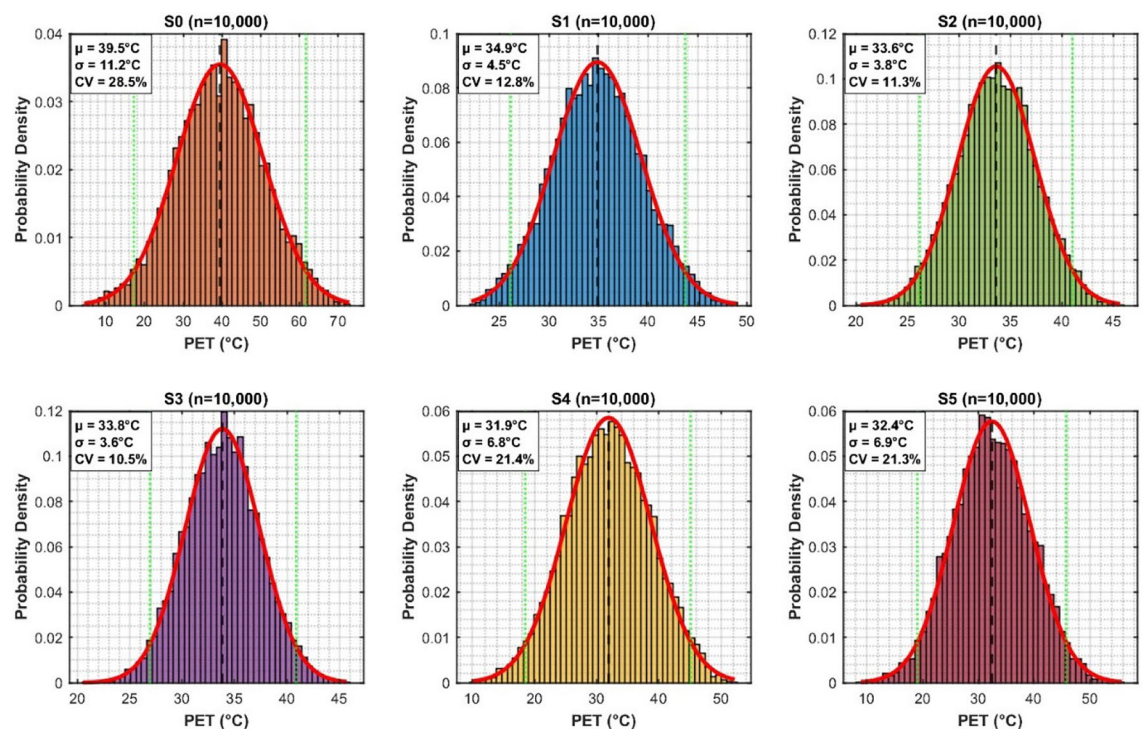 S0 (n=10,000)
μ = 39.5°C
σ = 11.2°C
CV = 28.5%
Probability Density
0.04
0.03
0.02
0.01
0
10 20 30 40 50 60 70
PET (°C)
S1 (n=10,000)
μ = 34.9°C
σ = 4.5°C
CV = 12.8%
Probability Density
0.1
0.08
0.06
0.04
0.02
0
25 30 35 40 45 50
PET (°C)
S2 (n=10,000)
μ = 33.6°C
σ = 3.8°C
CV = 11.3%
Probability Density
0.12
0.1
0.08
0.06
0.04
0.02
0
20 25 30 35 40 45
PET (°C)
S3 (n=10,000)
μ = 33.8°C
σ = 3.6°C
CV = 10.5%
Probability Density
0.12
0.1
0.08
0.06
0.04
0.02
0
20 25 30 35 40 45
PET (°C)
S4 (n=10,000)
μ = 31.9°C
σ = 6.8°C
CV = 21.4%
Probability Density
0.06
0.05
0.04
0.03
0.02
0.01
0
10 20 30 40 50
PET (°C)
S5 (n=10,000)
μ = 32.4°C
σ = 6.9°C
CV = 21.3%
Probability Density
0.06
0.05
0.04
0.03
0.02
0.01
0
10 20 30 40 50
PET (°C)